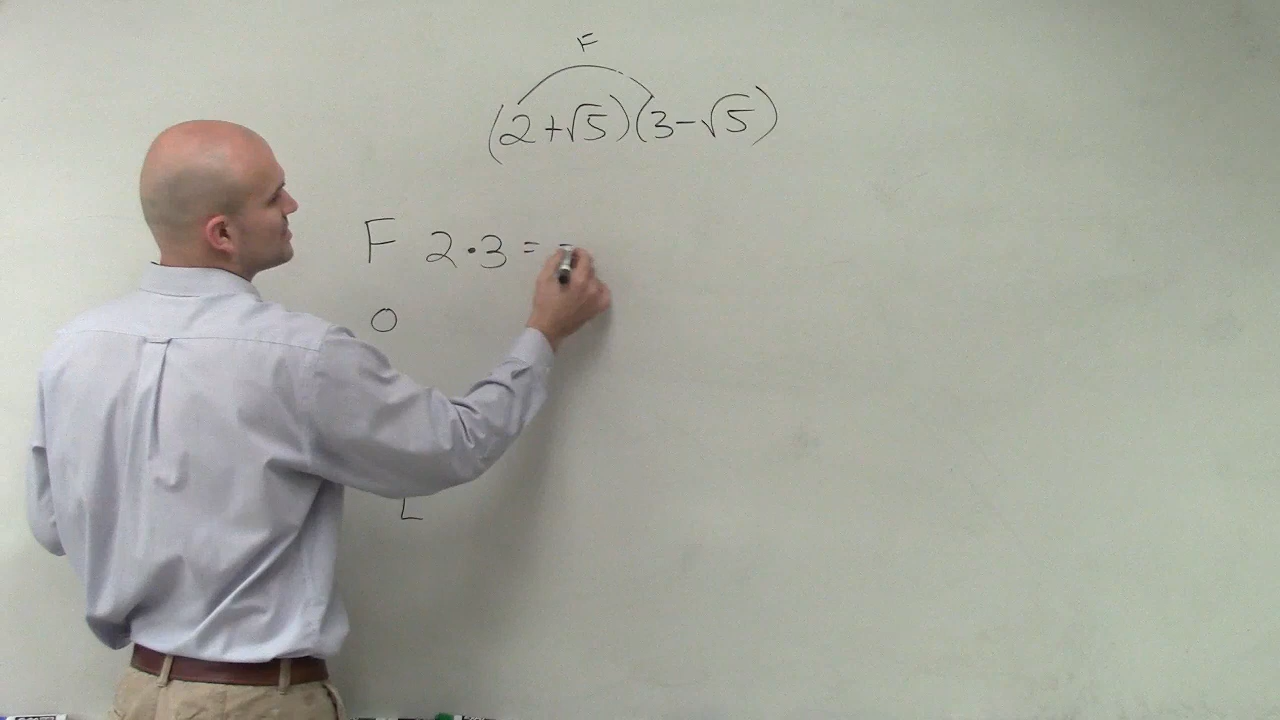 F
(2+√5)(3-√5)
F 2·3 =
O
L